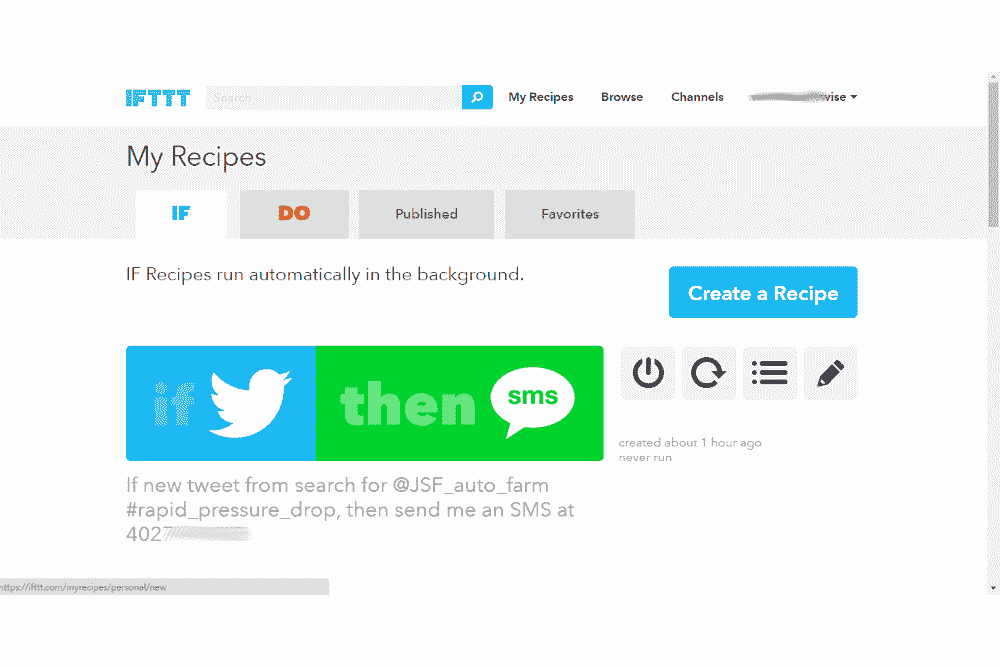 IFTTT Search My Recipes Browse Channels wise
My Recipes
IF DO Published Favorites
IF Recipes run automatically in the background.
Create a Recipe
if then sms
created about 1 hour ago
never run
If new tweet from search for @JSF_auto_farm
#rapid_pressure_drop, then send me an SMS at
4027
https://ifttt.com/myrecipes/personal/new